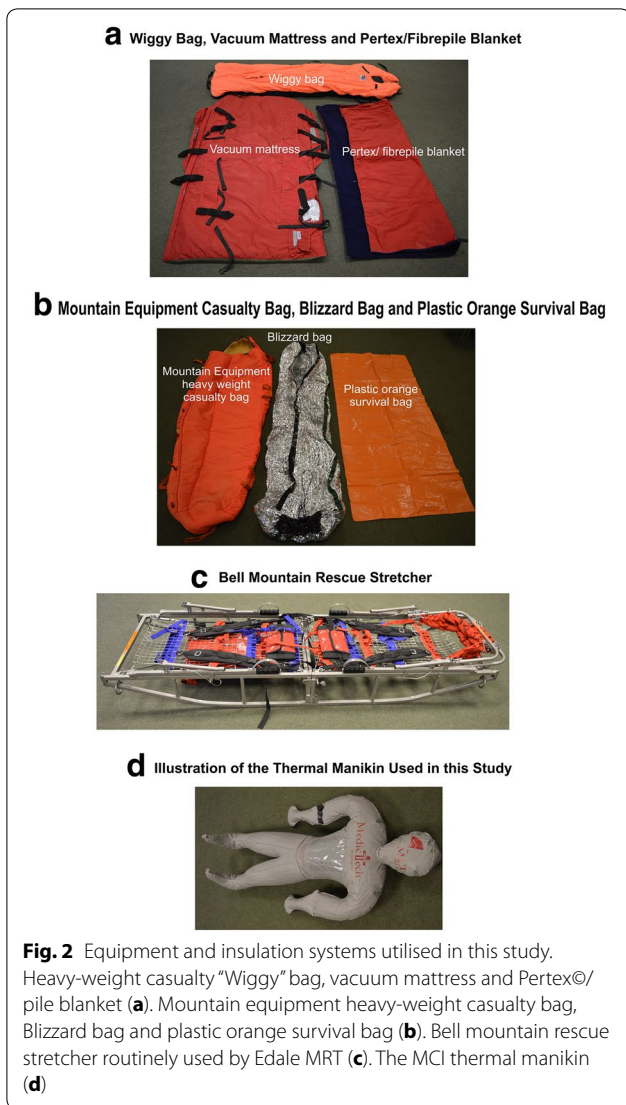 a Wiggy Bag, Vacuum Mattress and Pertex/Fibrepile Blanket
Wiggy bag
Vacuum mattress
Pertex/ fibrepile blanket
b Mountain Equipment Casualty Bag, Blizzard Bag and Plastic Orange Survival Bag
Blizzard bag
Mountain Equipment
heavy weight
casualty bag
Plastic orange
survival bag
c Bell Mountain Rescue Stretcher
d Illustration of the Thermal Manikin Used in this Study
Fig. 2 Equipment and insulation systems utilised in this study.
Heavy-weight casualty “Wiggy” bag, vacuum mattress and Pertex©/
pile blanket (a). Mountain equipment heavy-weight casualty bag,
Blizzard bag and plastic orange survival bag (b). Bell mountain rescue
stretcher routinely used by Edale MRT (c). The MCI thermal manikin
(d)